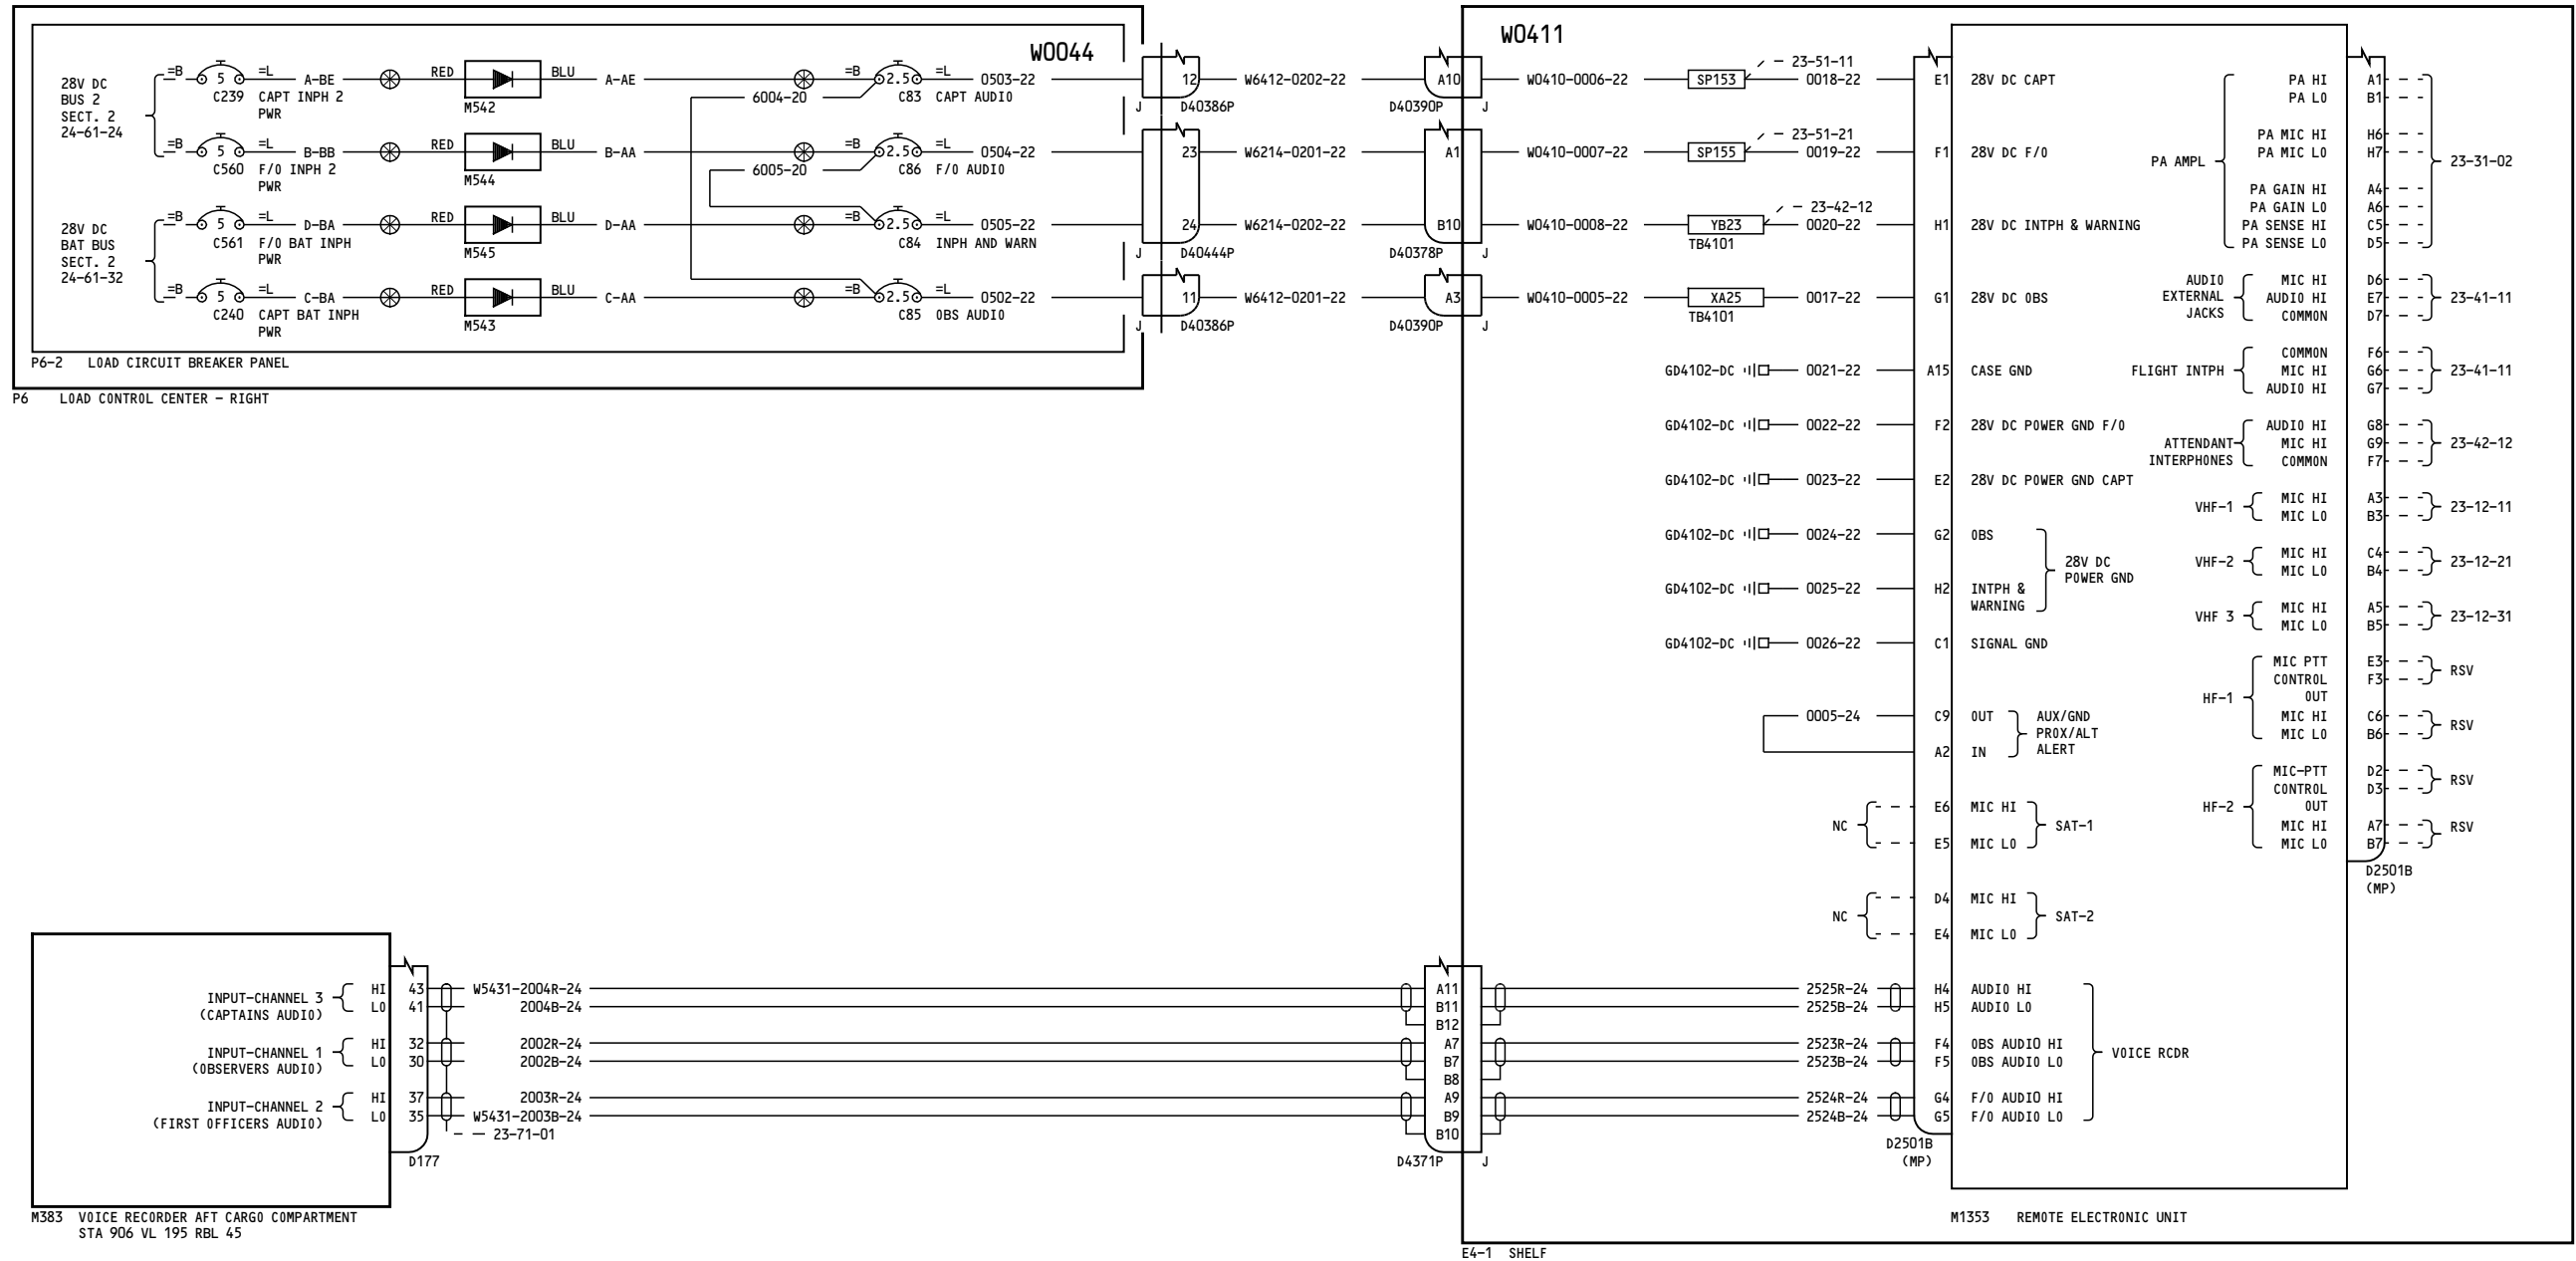 W0044
28V DC
BUS 2
SECT. 2
24-61-24
=B 5 =L A-BE RED BLU A-AE =B 2.5 =L 0503-22
C239 CAPT INPH 2
PWR
M542
6004-20
C83 CAPT AUDIO
=B 5 =L B-BB RED BLU B-AA =B 2.5 =L 0504-22
C560 F/O INPH 2
PWR
M544
6005-20
C86 F/O AUDIO
28V DC
BAT BUS
SECT. 2
24-61-32
=B 5 =L D-BA RED BLU D-AA =B 2.5 =L 0505-22
C561 F/O BAT INPH
PWR
M545
C84 INPH AND WARN
=B 5 =L C-BA RED BLU C-AA =B 2.5 =L 0502-22
C240 CAPT BAT INPH
PWR
M543
C85 OBS AUDIO
P6-2 LOAD CIRCUIT BREAKER PANEL
P6 LOAD CONTROL CENTER - RIGHT
12 W6412-0202-22 A10
J D40386P D40390P J
23 W6214-0201-22 A1
24 W6214-0202-22 B10
J D40444P D40378P J
11 W6412-0201-22 A3
J D40386P D40390P J
W0411
W0410-0006-22 SP153 23-51-11
0018-22 E1 28V DC CAPT
W0410-0007-22 SP155 23-51-21
0019-22 F1 28V DC F/O
W0410-0008-22 YB23 23-42-12
TB4101
0020-22 H1 28V DC INTPH & WARNING
W0410-0005-22 XA25 0017-22 G1 28V DC OBS
TB4101
GD4102-DC 0021-22 A15 CASE GND
GD4102-DC 0022-22 F2 28V DC POWER GND F/O
GD4102-DC 0023-22 E2 28V DC POWER GND CAPT
GD4102-DC 0024-22 G2 OBS
GD4102-DC 0025-22 H2 INTPH &
WARNING
28V DC
POWER GND
GD4102-DC 0026-22 C1 SIGNAL GND
0005-24 C9 OUT
A2 IN
AUX/GND
PROX/ALT
ALERT
NC
E6 MIC HI
E5 MIC LO
SAT-1
NC
D4 MIC HI
E4 MIC LO
SAT-2
PA AMPL
PA HI A1
PA LO B1
PA MIC HI H6
PA MIC LO H7
PA GAIN HI A4
PA GAIN LO A6
PA SENSE HI C5
PA SENSE LO D5
23-31-02
AUDIO
EXTERNAL
JACKS
MIC HI D6
AUDIO HI E7
COMMON D7
23-41-11
FLIGHT INTPH
COMMON F6
MIC HI G6
AUDIO HI G7
23-41-11
ATTENDANT
INTERPHONES
AUDIO HI G8
MIC HI G9
COMMON F7
23-42-12
VHF-1
MIC HI A3
MIC LO B3
23-12-11
VHF-2
MIC HI C4
MIC LO B4
23-12-21
VHF 3
MIC HI A5
MIC LO B5
23-12-31
HF-1
MIC PTT E3
CONTROL F3
OUT
RSV
MIC HI C6
MIC LO B6
RSV
HF-2
MIC-PTT D2
CONTROL D3
OUT
RSV
MIC HI A7
MIC LO B7
RSV
D2501B
(MP)
INPUT-CHANNEL 3
(CAPTAINS AUDIO)
HI 43 W5431-2004R-24 A11 2525R-24 H4 AUDIO HI
LO 41 2004B-24 B11 2525B-24 H5 AUDIO LO
B12
INPUT-CHANNEL 1
(OBSERVERS AUDIO)
HI 32 2002R-24 A7 2523R-24 F4 OBS AUDIO HI
LO 30 2002B-24 B7 2523B-24 F5 OBS AUDIO LO
B8
VOICE RCDR
INPUT-CHANNEL 2
(FIRST OFFICERS AUDIO)
HI 37 2003R-24 A9 2524R-24 G4 F/O AUDIO HI
LO 35 W5431-2003B-24 B9 2524B-24 G5 F/O AUDIO LO
23-71-01 B10
D177 D4371P J
D2501B
(MP)
M383 VOICE RECORDER AFT CARGO COMPARTMENT
STA 906 VL 195 RBL 45
M1353 REMOTE ELECTRONIC UNIT
E4-1 SHELF